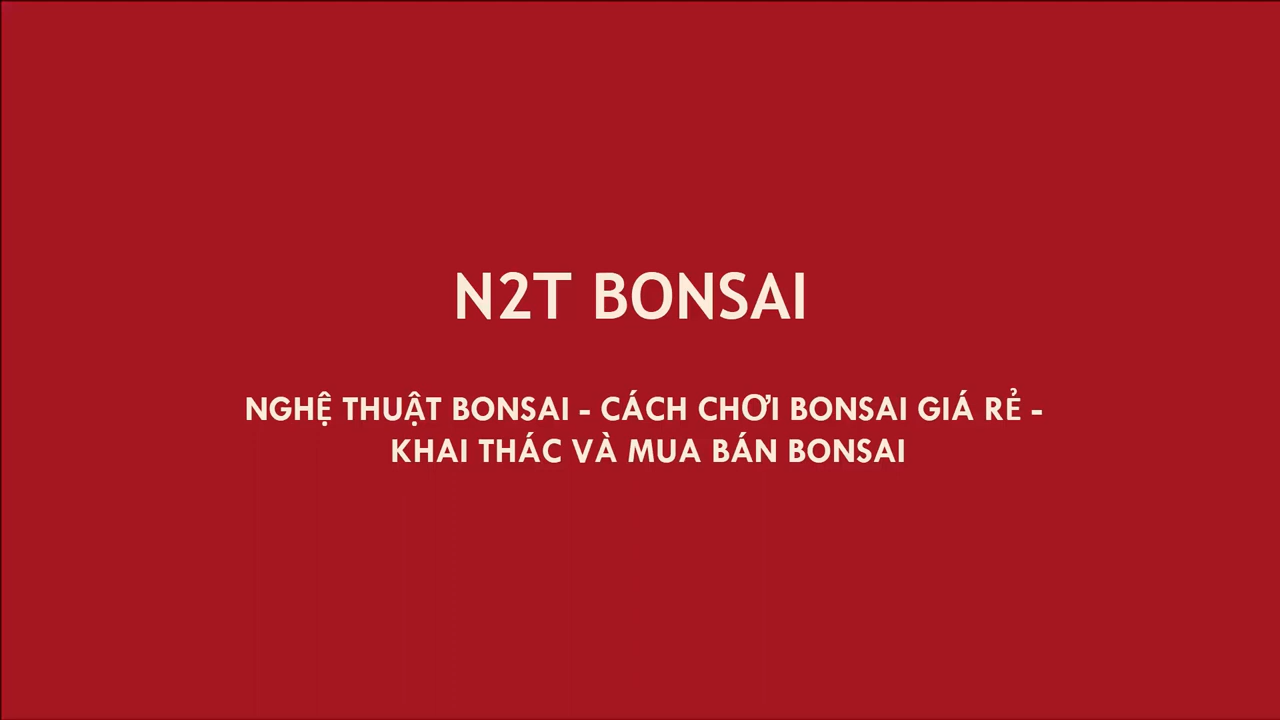 N2T BONSAI
NGHỆ THUẬT BONSAI - CÁCH CHƠI BONSAI GIÁ RẺ -
KHAI THÁC VÀ MUA BÁN BONSAI